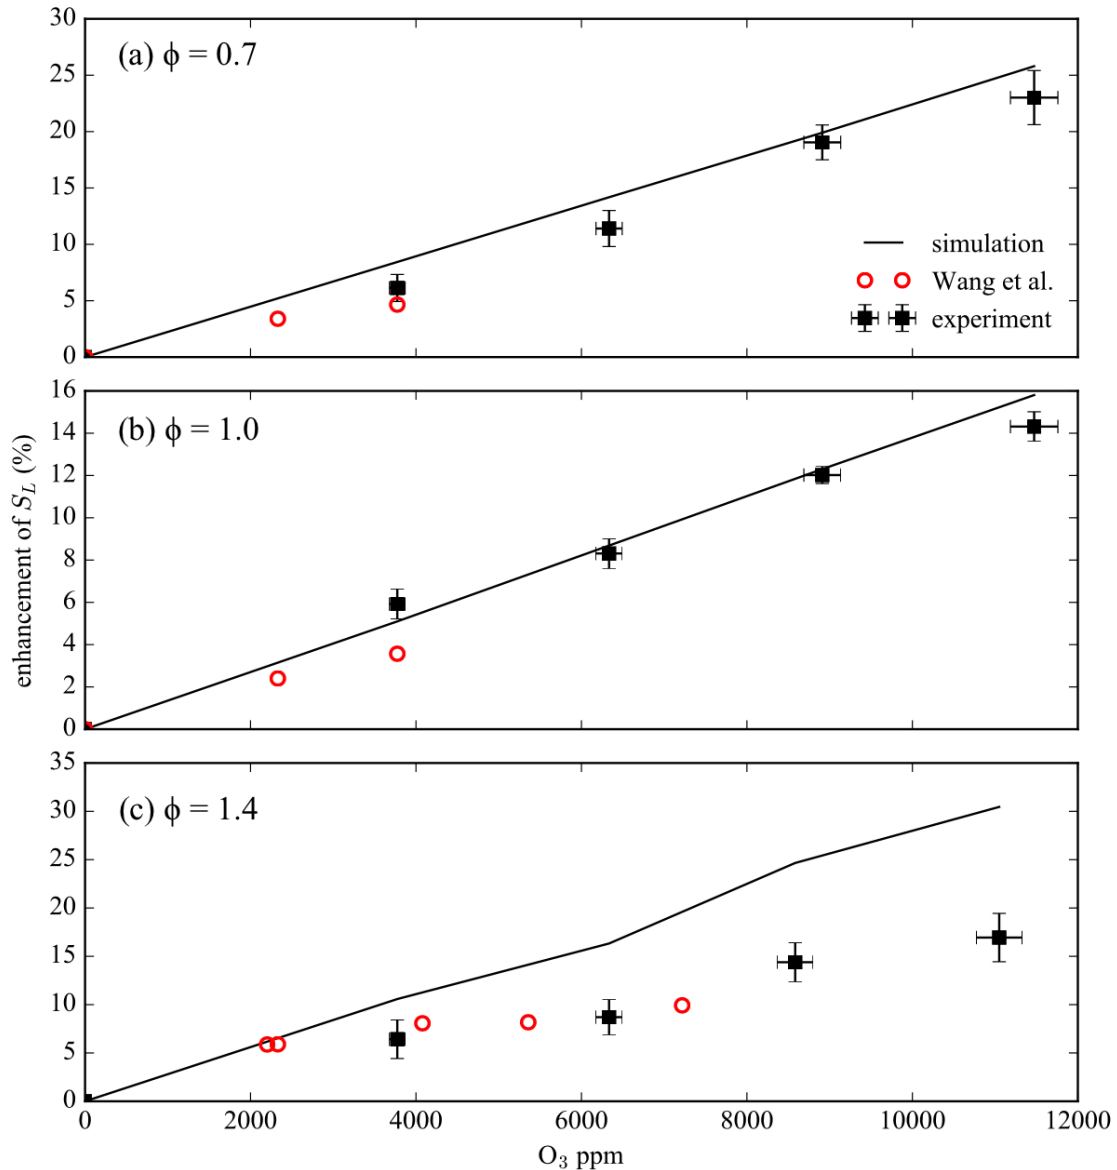 30
25
20
15
10
5
0
(a) ϕ = 0.7
simulation
Wang et al.
experiment
16
14
12
10
8
6
4
2
0
(b) ϕ = 1.0
enhancement of S_L (%)
35
30
25
20
15
10
5
0
(c) ϕ = 1.4
0 2000 4000 6000 8000 10000 12000
O₃ ppm